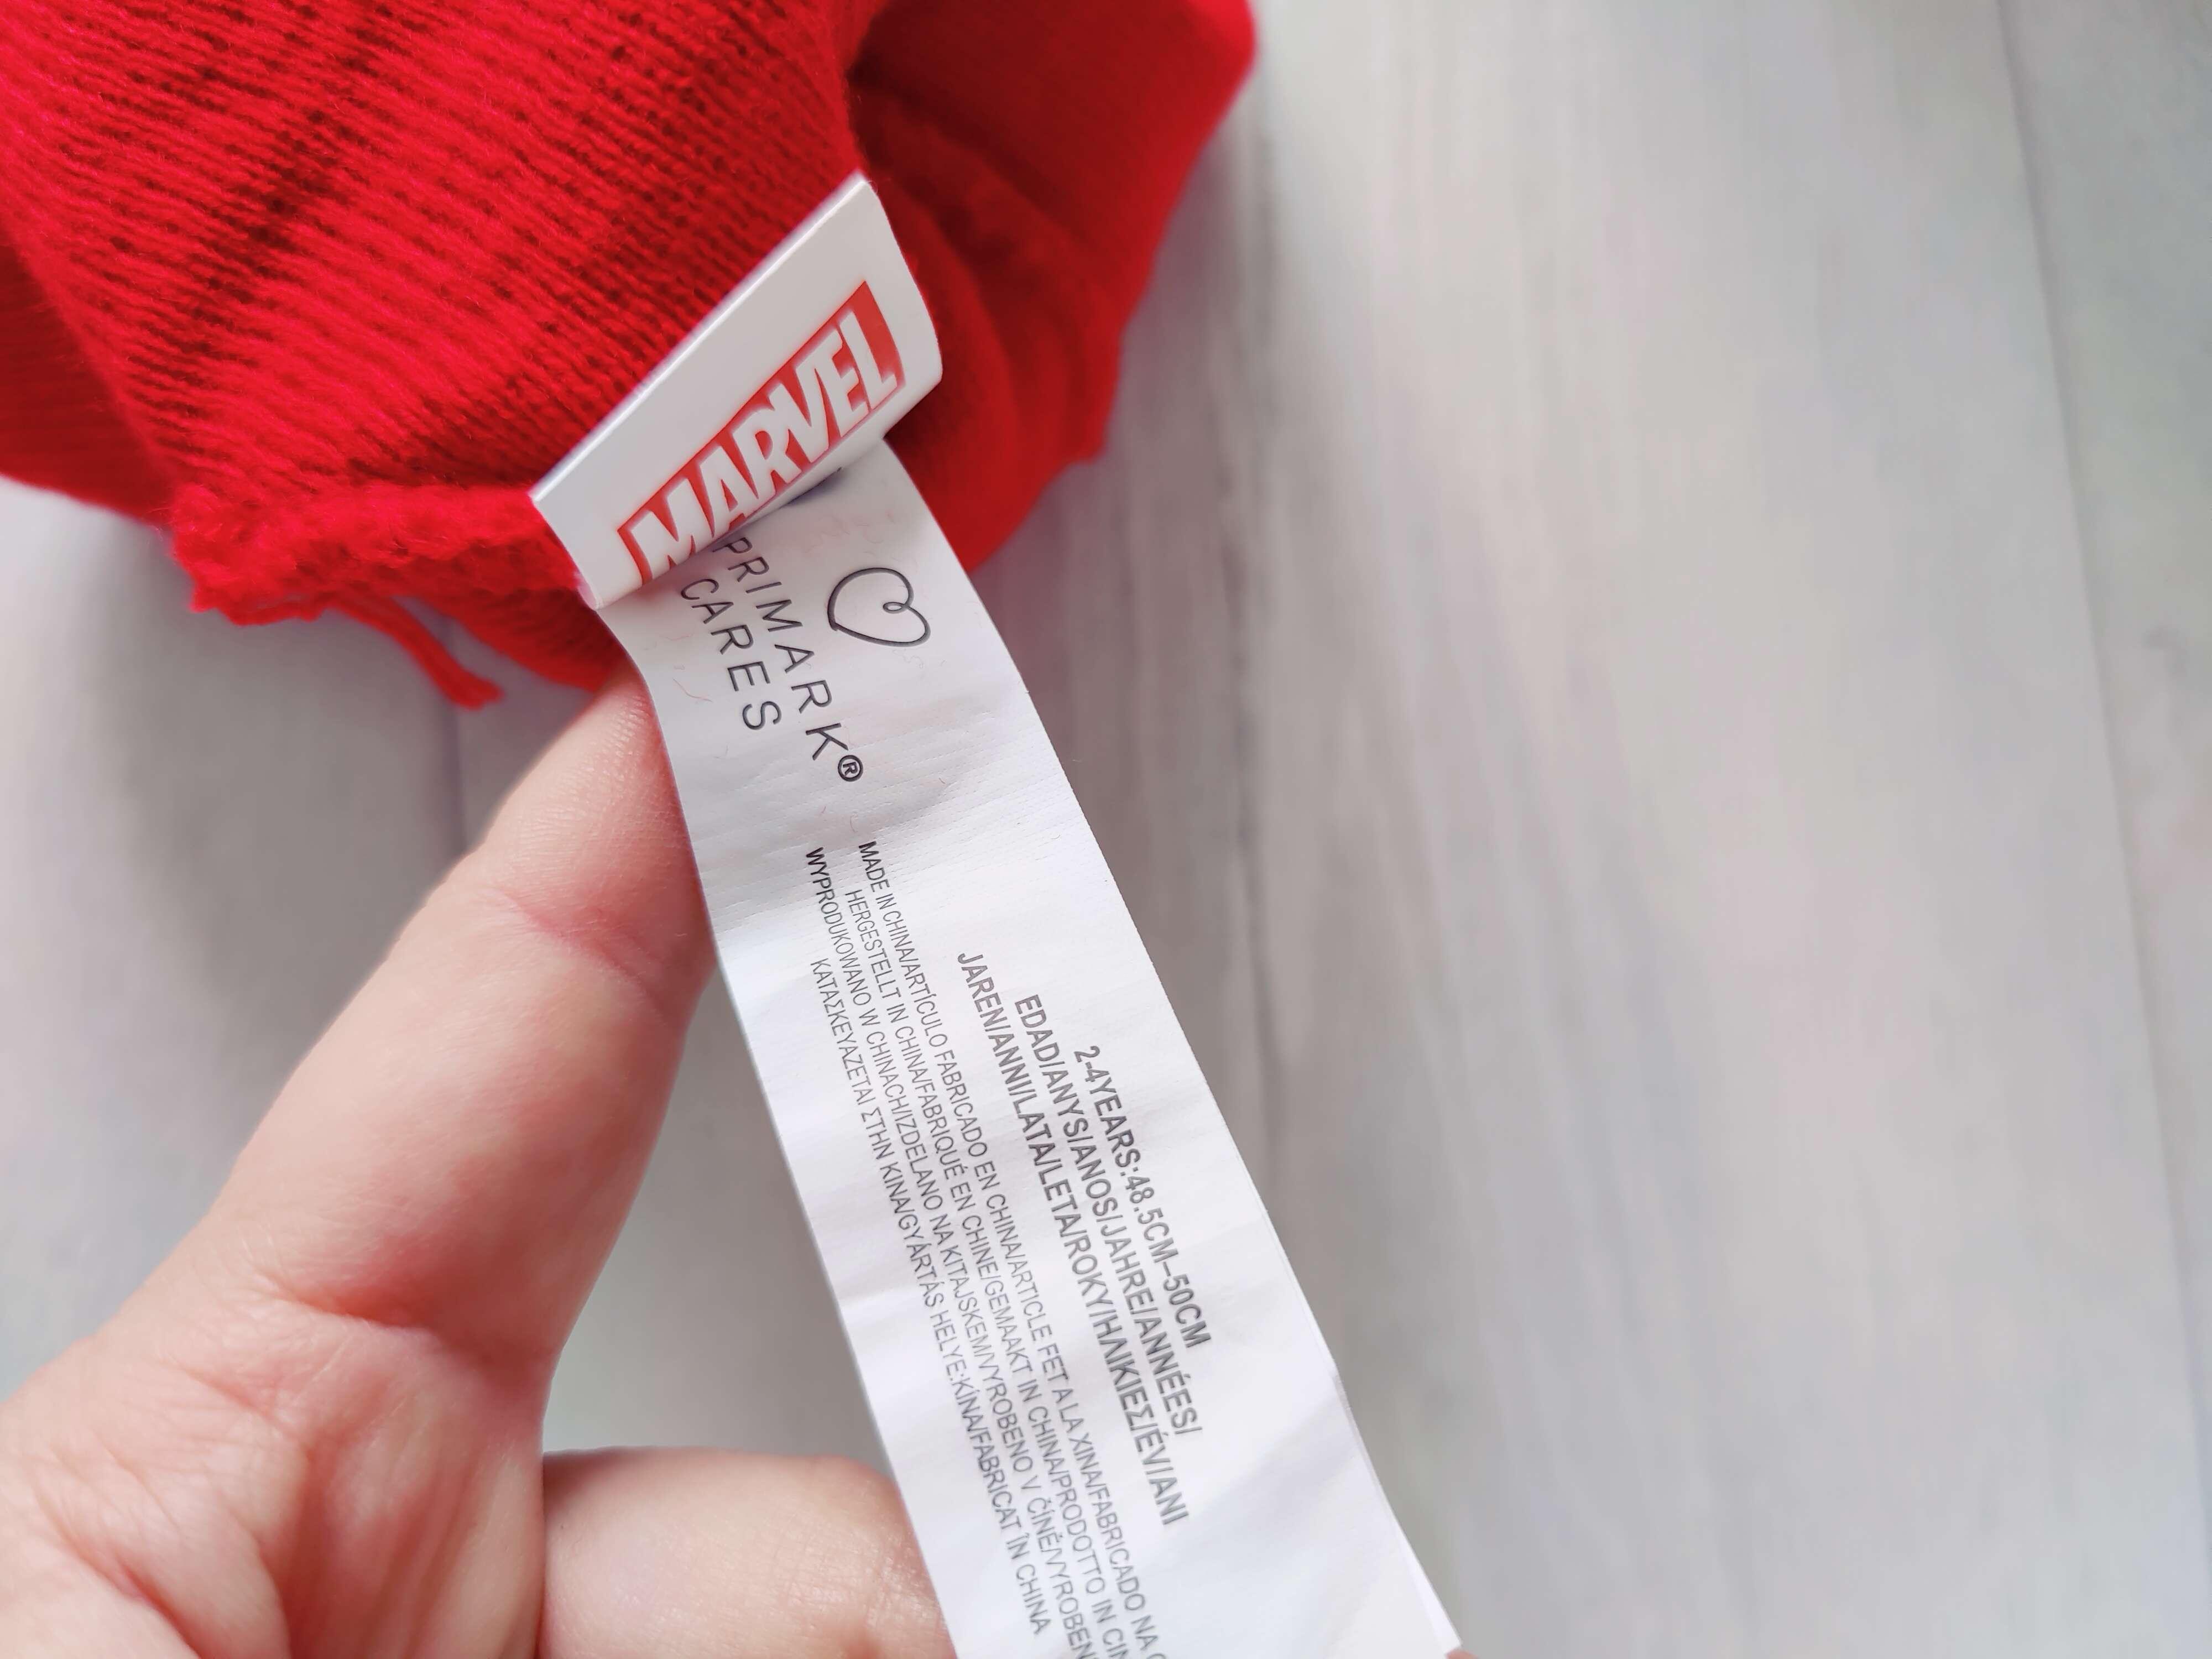 MARVEL
PRIMARK®
CARES
2-4YEARS:48.5CM–50CM
EDAD/ANYS/ANOS/JAHRE/ANNÉES/
JAREN/ANNI/LATA/LETA/ROKY/ΗΛΙΚΙΕΣ/ÉV/ANI
MADE IN CHINA/ARTÍCULO FABRICADO EN CHINA/ARTICLE FET A LA XINA/FABRICADO NA
HERGESTELLT IN CHINA/FABRIQUÉ EN CHINE/GEMAAKT IN CHINA/PRODOTTO IN
WYPRODUKOWANO W CHINACH/IZDELANO NA KITAJSKEM/VYROBENO V ČÍNĚ/VYROBEN
ΚΑΤΑΣΚΕΥΑΖΕΤΑΙ ΣΤΗΝ ΚΙΝΑ/GYÁRTÁS HELYE:KÍNA/FABRICAT ÎN CHINA